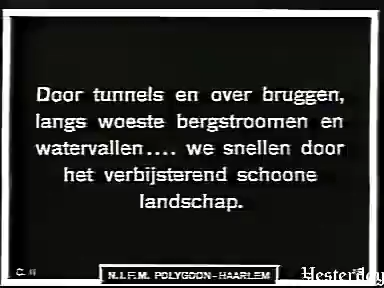 Door tunnels en over bruggen,
langs woeste bergstroomen en
watervallen.... we snellen door
het verbijsterend schoone
landschap.
N.I.F.M. POLYGOON-HAARLEM
Yesterday